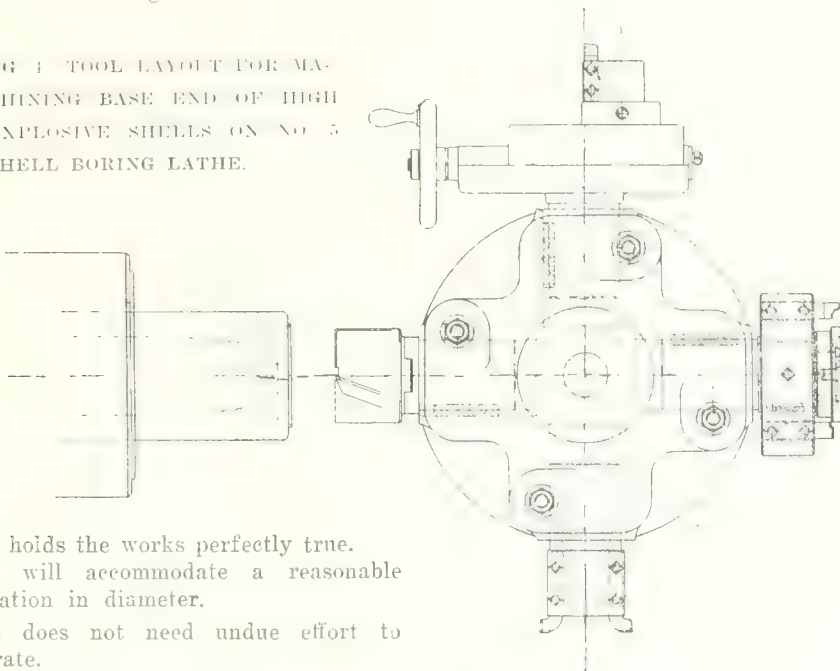 G 4 TOOL LAYOUT FOR MA-
HINING BASE END OF HIGH
XPLOSIVE SHELLS ON NO 5
HELL BORING LATHE.
holds the works perfectly true.
will accommodate a reasonable
ation in diameter.
does not need undue effort to
rate.